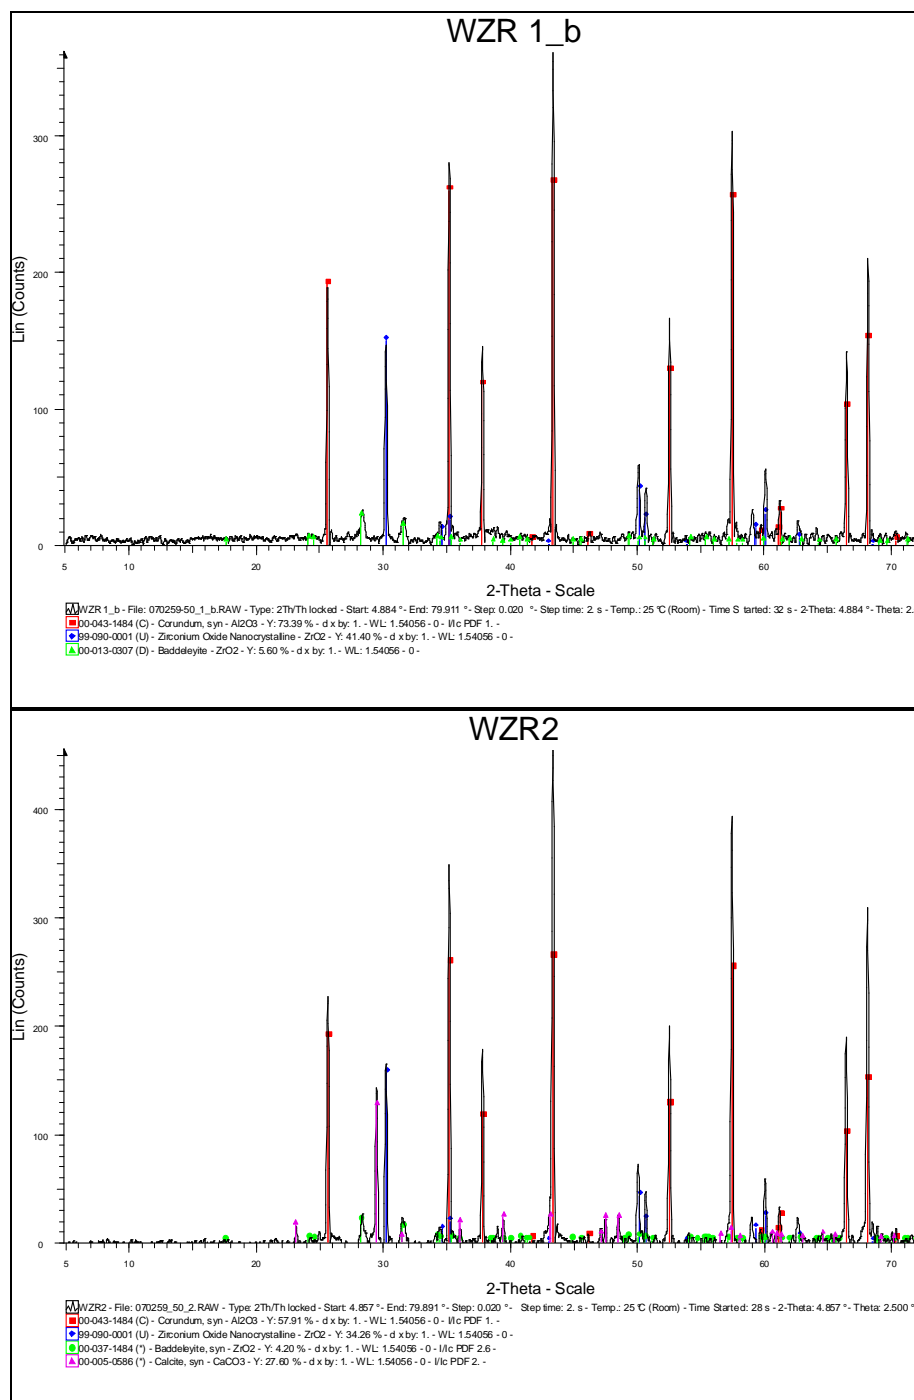 WZR 1_b
Lin (Counts)
300
200
100
0
5 10 20 30 40 50 60 70
2-Theta - Scale
WZR 1_b - File: 070259-50_1_b.RAW - Type: 2Th/Th locked - Start: 4.884 ° - End: 79.911 ° - Step: 0.020 ° - Step time: 2. s - Temp.: 25 °C (Room) - Time Started: 32 s - 2-Theta: 4.884 ° - Theta: 2.
00-043-1484 (C) - Corundum, syn - Al2O3 - Y: 73.39 % - d x by: 1. - WL: 1.54056 - 0 - I/Ic PDF 1. -
99-090-0001 (U) - Zirconium Oxide Nanocrystalline - ZrO2 - Y: 41.40 % - d x by: 1. - WL: 1.54056 - 0 -
00-013-0307 (D) - Baddeleyite - ZrO2 - Y: 5.60 % - d x by: 1. - WL: 1.54056 - 0 -
WZR2
Lin (Counts)
400
300
200
100
0
5 10 20 30 40 50 60 70
2-Theta - Scale
WZR2 - File: 070259_50_2.RAW - Type: 2Th/Th locked - Start: 4.857 ° - End: 79.891 ° - Step: 0.020 ° - Step time: 2. s - Temp.: 25 °C (Room) - Time Started: 28 s - 2-Theta: 4.857 ° - Theta: 2.500 °
00-043-1484 (C) - Corundum, syn - Al2O3 - Y: 57.91 % - d x by: 1. - WL: 1.54056 - 0 - I/Ic PDF 1. -
99-090-0001 (U) - Zirconium Oxide Nanocrystalline - ZrO2 - Y: 34.26 % - d x by: 1. - WL: 1.54056 - 0 -
00-037-1484 (*) - Baddeleyite, syn - ZrO2 - Y: 4.20 % - d x by: 1. - WL: 1.54056 - 0 - I/Ic PDF 2.6 -
00-005-0586 (*) - Calcite, syn - CaCO3 - Y: 27.60 % - d x by: 1. - WL: 1.54056 - 0 - I/Ic PDF 2. -